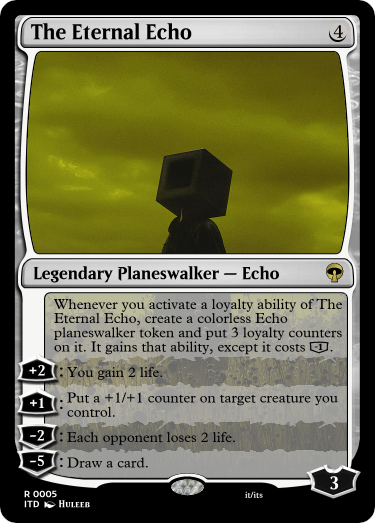 The Eternal Echo 4
Legendary Planeswalker — Echo
Whenever you activate a loyalty ability of The
Eternal Echo, create a colorless Echo
planeswalker token and put 3 loyalty counters
on it. It gains that ability, except it costs -1.
+2: You gain 2 life.
+1: Put a +1/+1 counter on target creature you
control.
-2: Each opponent loses 2 life.
-5: Draw a card.
3
R 0005
ITD Huleeb
it/its